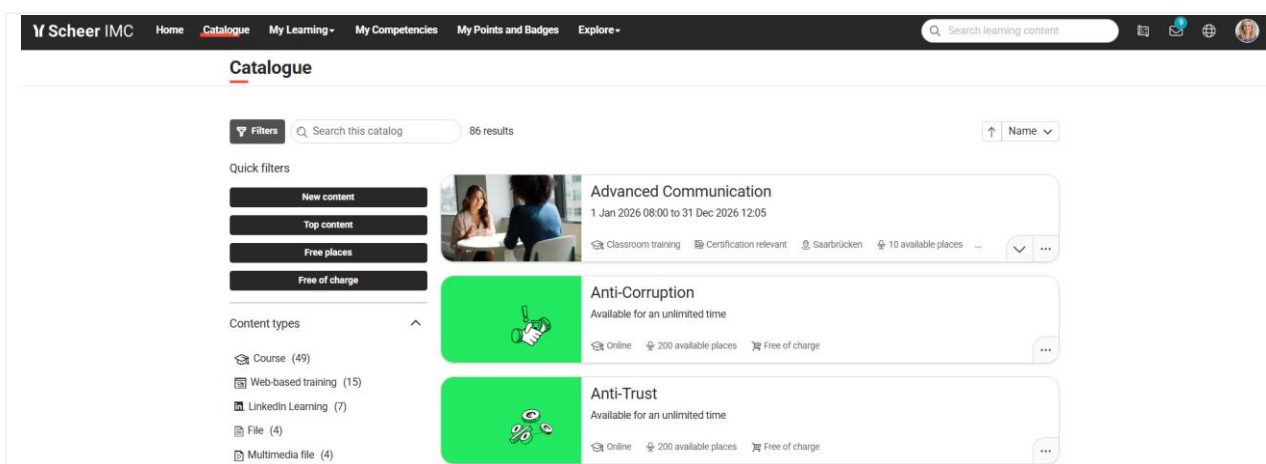 Scheer IMC Home Catalogue My Learning My Competencies My Points and Badges Explore Search learning content 9
Catalogue
Filters Search this catalog 86 results Name
Quick filters
New content
Top content
Free places
Free of charge
Content types
Course (49)
Web-based training (15)
LinkedIn Learning (7)
File (4)
Multimedia file (4)
Advanced Communication
1 Jan 2026 08:00 to 31 Dec 2026 12:05
Classroom training Certification relevant Saarbrücken 10 available places ...
Anti-Corruption
Available for an unlimited time
Online 200 available places Free of charge
Anti-Trust
Available for an unlimited time
Online 200 available places Free of charge